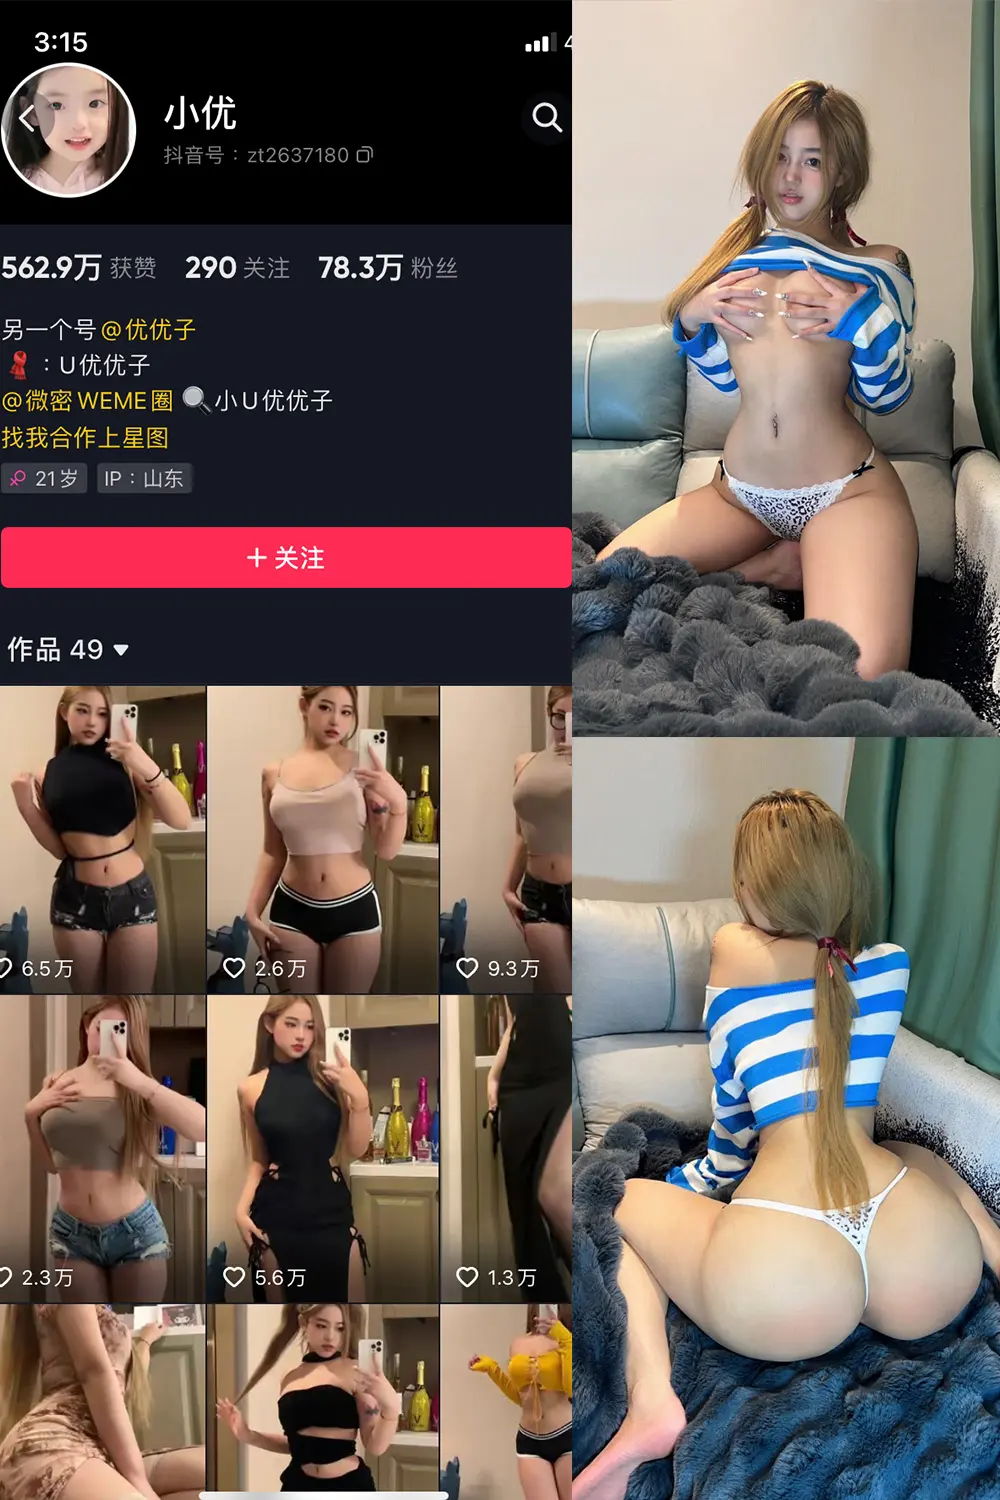 3:15
小优
抖音号：zt2637180
562.9万 获赞 290 关注 78.3万 粉丝
另一个号@优优子
：U优优子
@微密WEME圈 小U优优子
找我合作上星图
21岁 IP：山东
+ 关注
作品 49
6.5万 2.6万 9.3万
2.3万 5.6万 1.3万